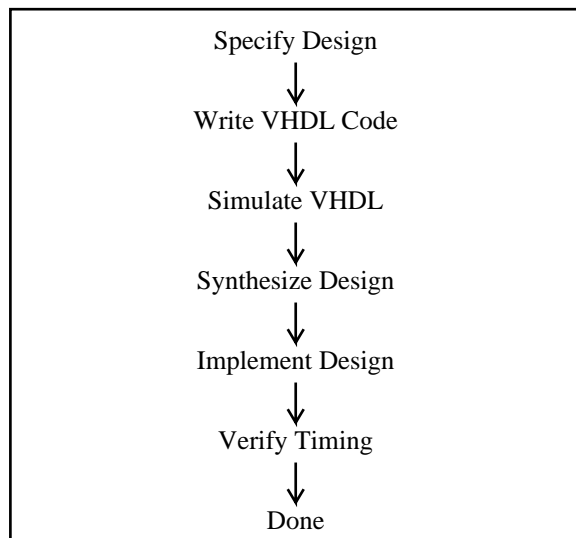 Specify Design
Write VHDL Code
Simulate VHDL
Synthesize Design
Implement Design
Verify Timing
Done